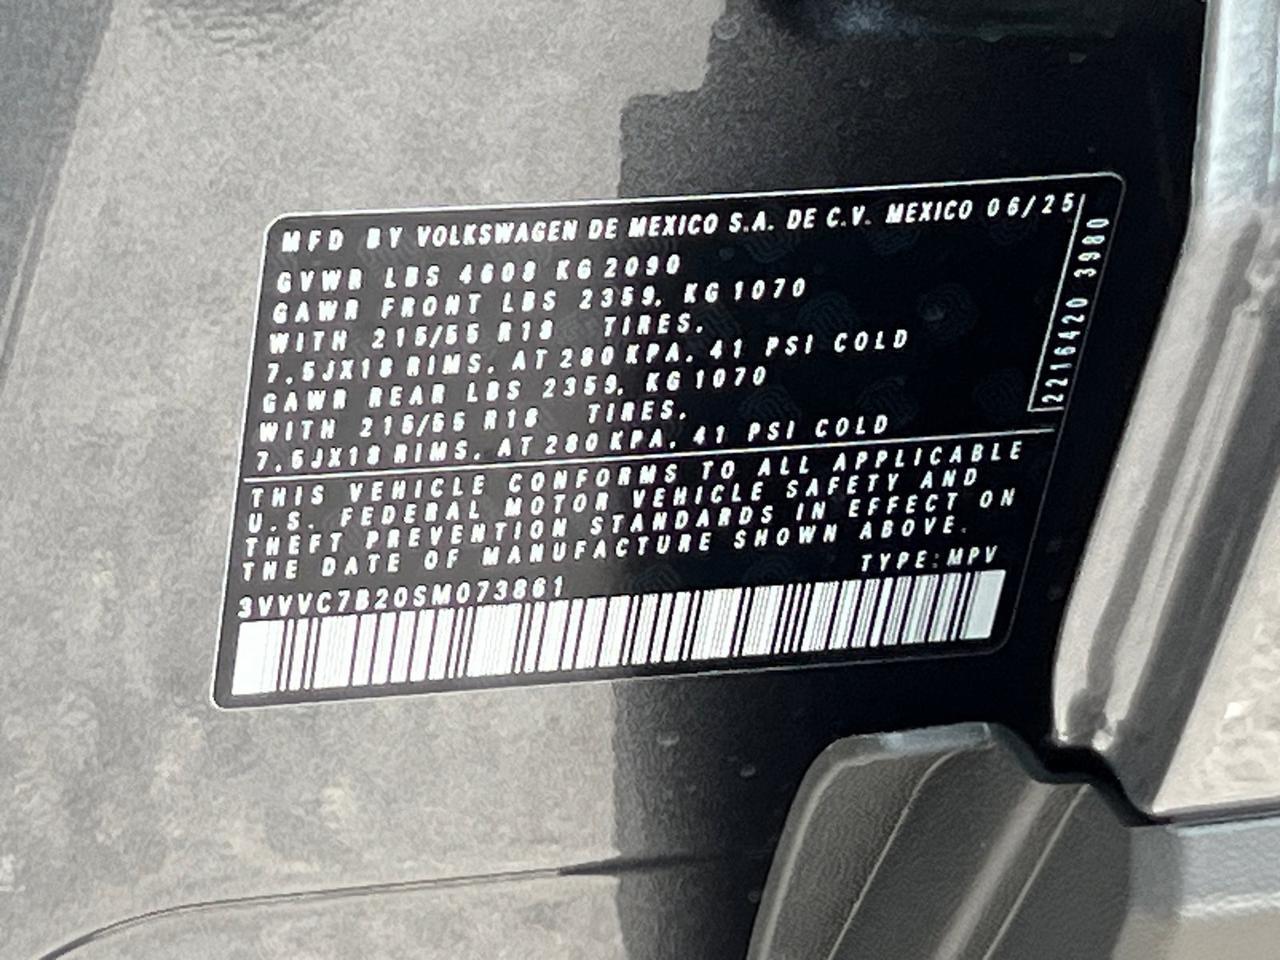 MFD BY VOLKSWAGEN DE MEXICO S.A. DE C.V. MEXICO 06/25
GVWR LBS 4608 KG 2090
GAWR FRONT LBS 2359, KG 1070
WITH 215/55 R18 TIRES,
7.5JX18 RIMS, AT 280 KPA, 41 PSI COLD
GAWR REAR LBS 2359, KG 1070
WITH 215/55 R18 TIRES,
7.5JX18 RIMS, AT 280 KPA, 41 PSI COLD
2216420 3980
THIS VEHICLE CONFORMS TO ALL APPLICABLE
U.S. FEDERAL MOTOR VEHICLE SAFETY AND
THEFT PREVENTION STANDARDS IN EFFECT ON
THE DATE OF MANUFACTURE SHOWN ABOVE.
TYPE:MPV
3VVVC7B20SM073861